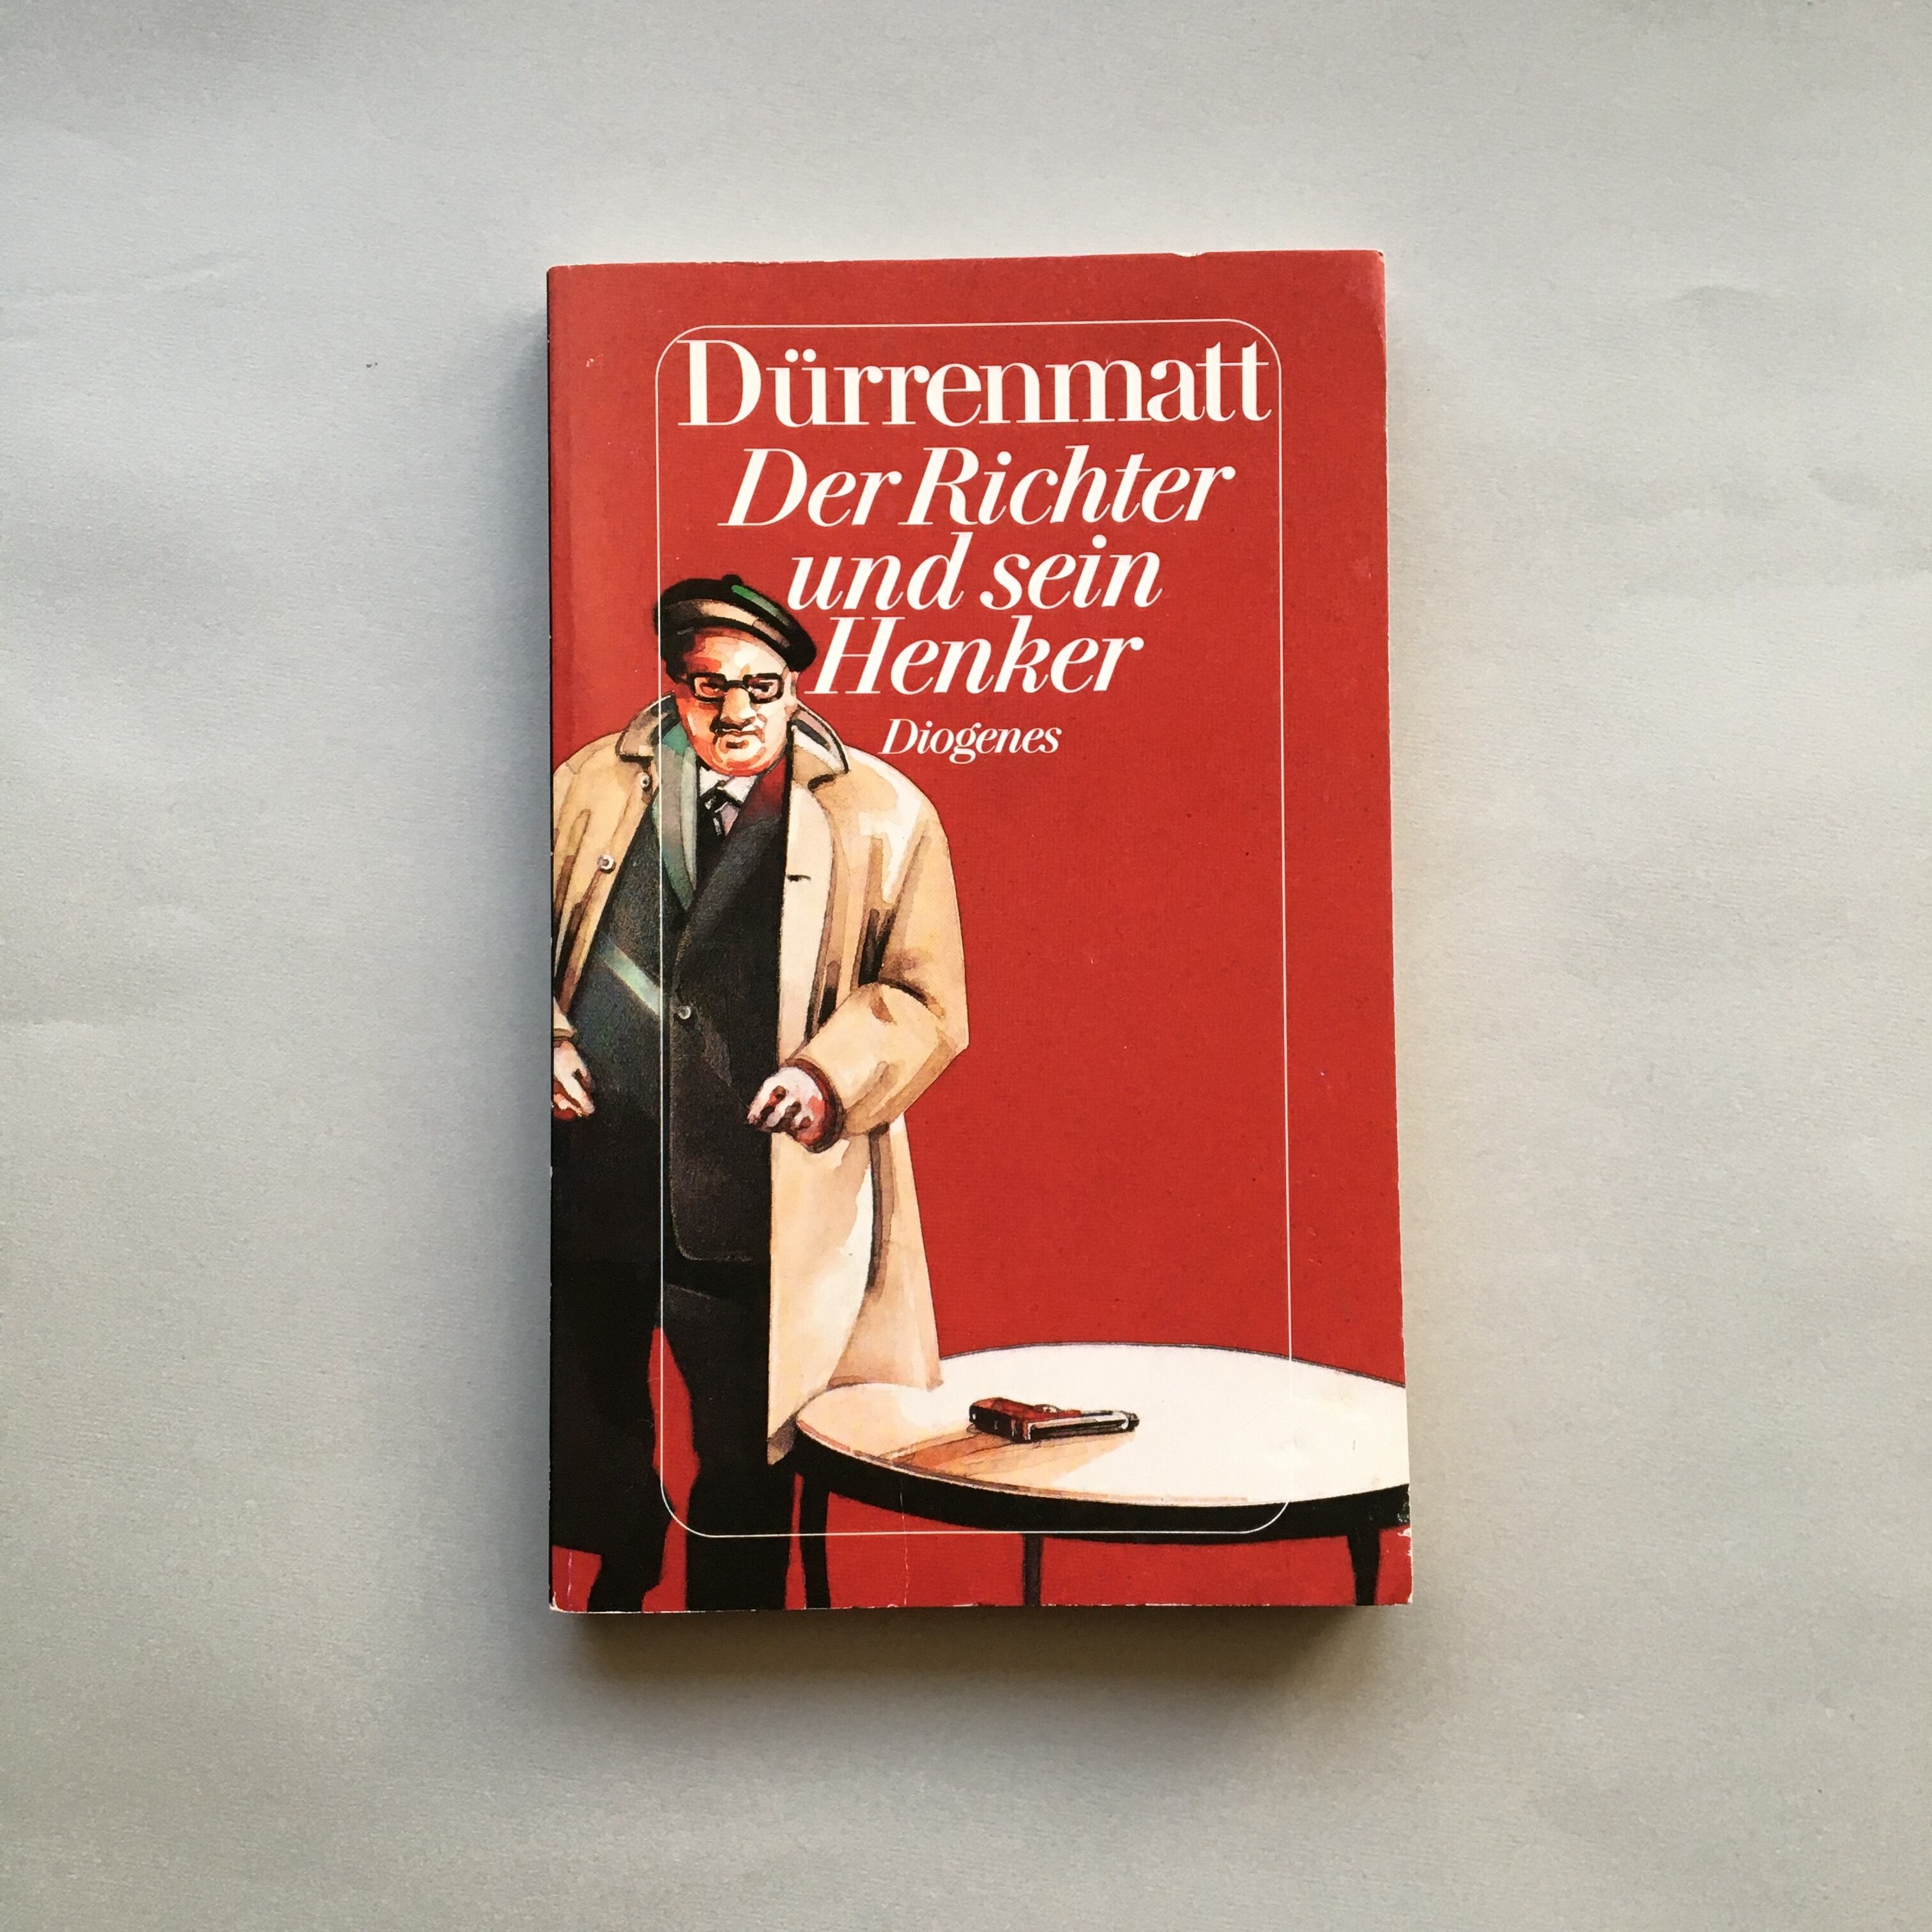 Dürrenmatt
Der Richter
und sein
Henker
Diogenes